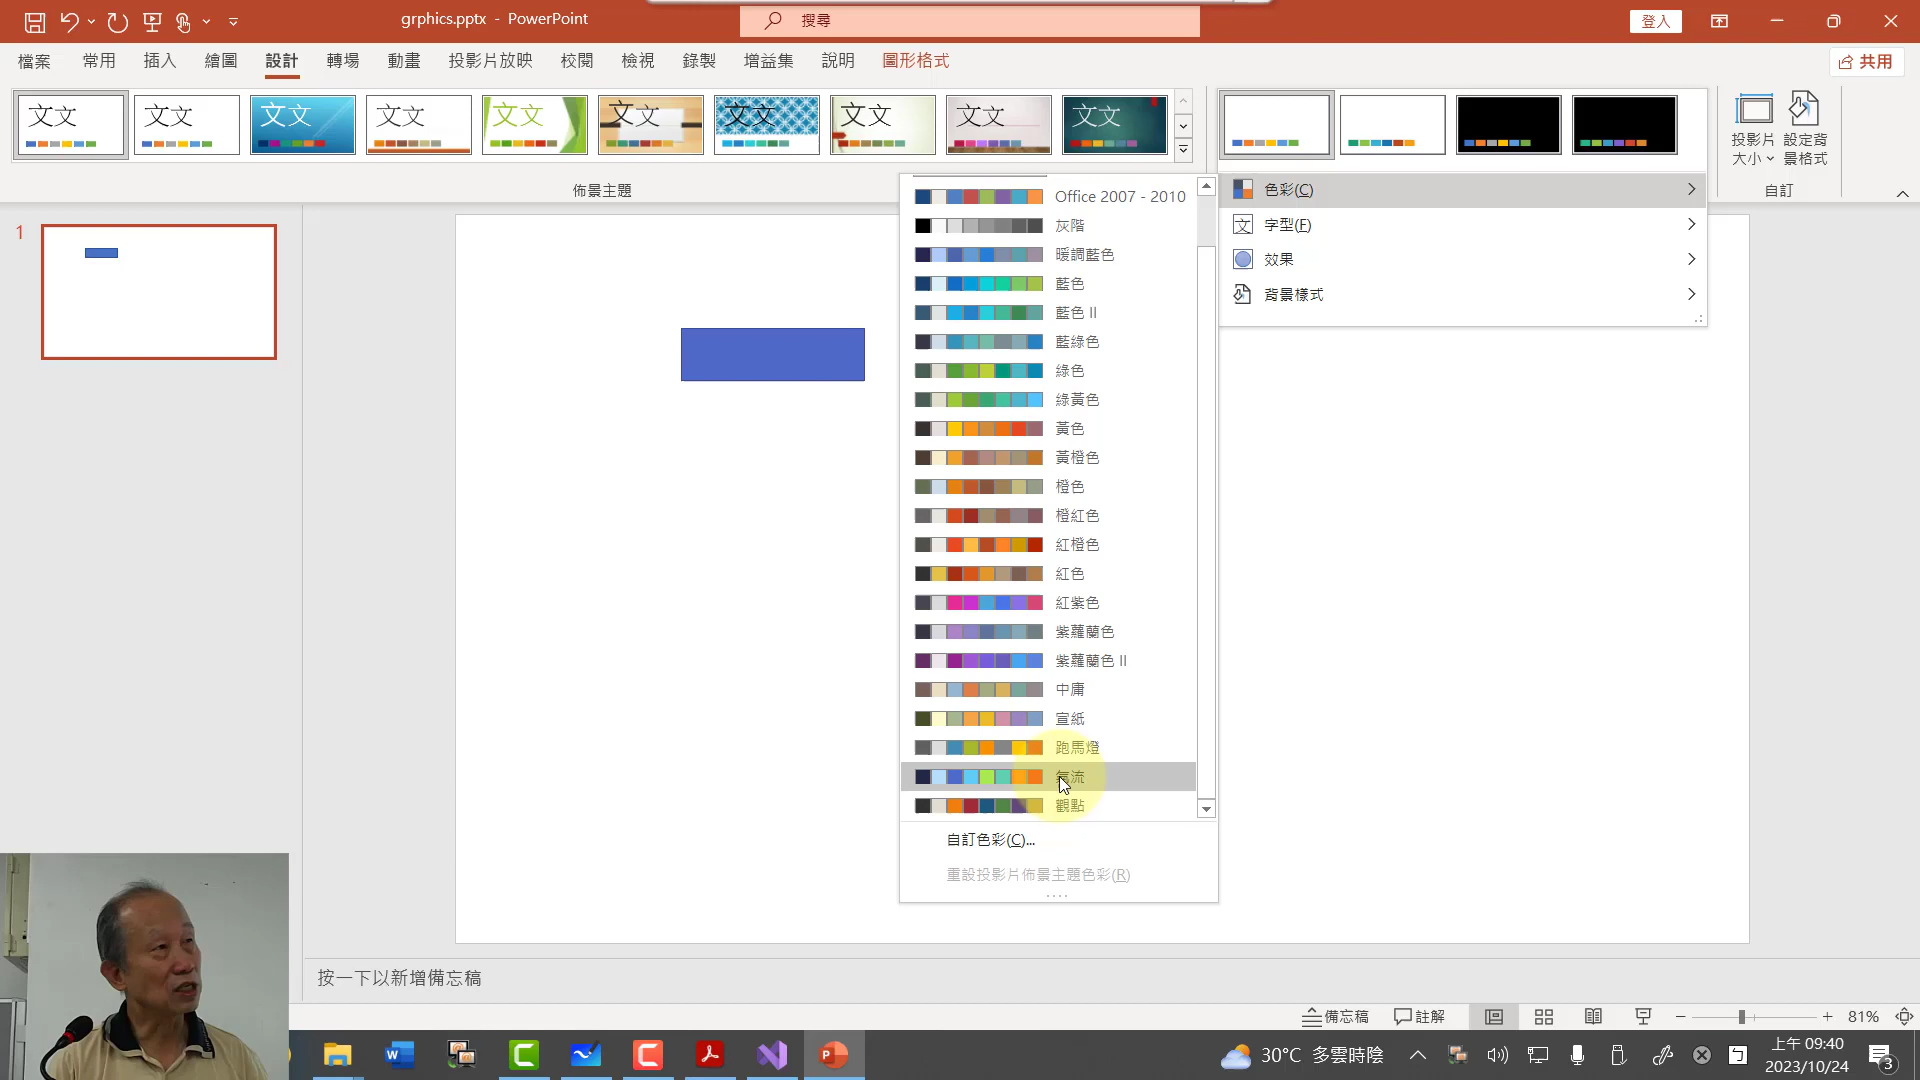 grphics.pptx - PowerPoint
搜尋
登入
檔案 常用 插入 繪圖 設計 轉場 動畫 投影片放映 校閱 檢視 錄製 增益集 說明 圖形格式
共用
文文 文文 文文 文文 文文 文文 文文 文文 文文 文文
投影片大小
設定背景格式
佈景主題
自訂
色彩(C)
字型(F)
效果
背景樣式
Office 2007 - 2010
灰階
暖調藍色
藍色
藍色 II
藍綠色
綠色
綠黃色
黃色
黃橙色
橙色
橙紅色
紅橙色
紅色
紅紫色
紫蘿蘭色
紫蘿蘭色 II
中庸
宣紙
跑馬燈
氣流
觀點
自訂色彩(C)...
重設投影片佈景主題色彩(R)
1
按一下以新增備忘稿
備忘稿 註解 81%
30°C 多雲時陰
上午 09:40
2023/10/24
3